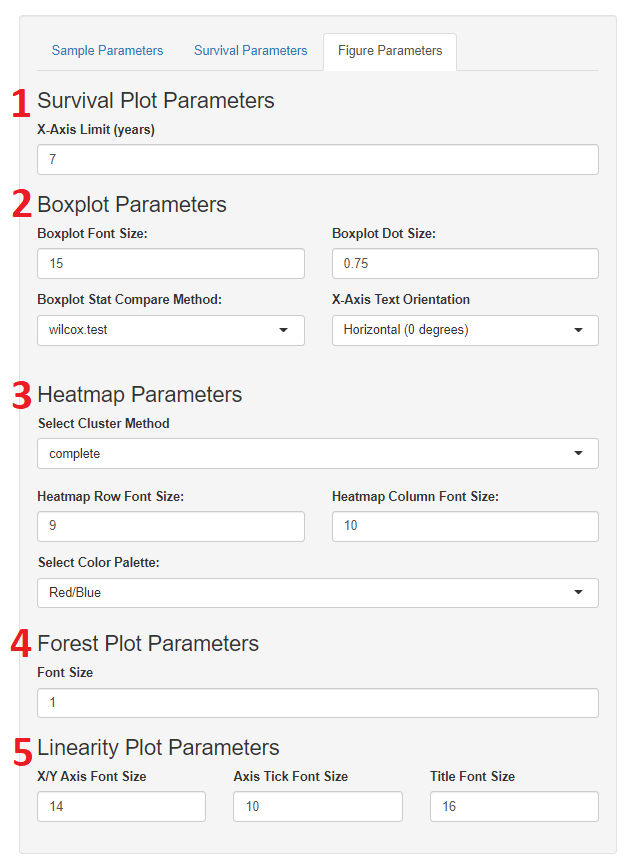 Sample Parameters Survival Parameters Figure Parameters
1 Survival Plot Parameters
X-Axis Limit (years)
7
2 Boxplot Parameters
Boxplot Font Size: Boxplot Dot Size:
15 0.75
Boxplot Stat Compare Method: X-Axis Text Orientation
wilcox.test Horizontal (0 degrees)
3 Heatmap Parameters
Select Cluster Method
complete
Heatmap Row Font Size: Heatmap Column Font Size:
9 10
Select Color Palette:
Red/Blue
4 Forest Plot Parameters
Font Size
1
5 Linearity Plot Parameters
X/Y Axis Font Size Axis Tick Font Size Title Font Size
14 10 16